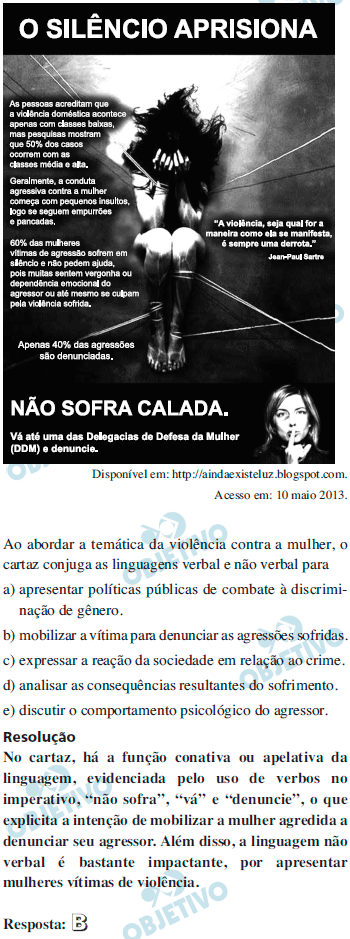 O SILÊNCIO APRISIONA
As pessoas acreditam que
a violência doméstica acontece
apenas com classes baixas,
mas pesquisas mostram
que 50% dos casos
ocorrem com as
classes média e alta.
Geralmente, a conduta
agressiva contra a mulher
começa com pequenos insultos,
logo se seguem empurrões
e pancadas.
"A violência, seja qual for a
maneira como ela se manifesta,
é sempre uma derrota."
Jean-Paul Sartre
60% das mulheres
vítimas de agressão sofrem em
silêncio e não pedem ajuda,
pois muitas sentem vergonha ou
dependência emocional do
agressor ou até mesmo se culpam
pela violência sofrida.
Apenas 40% das agressões
são denunciadas.
NÃO SOFRA CALADA.
Vá até uma das Delegacias de Defesa da Mulher
(DDM) e denuncie.
Disponível em: http://aindaexisteluz.blogspot.com.
Acesso em: 10 maio 2013.
Ao abordar a temática da violência contra a mulher, o
cartaz conjuga as linguagens verbal e não verbal para
a) apresentar políticas públicas de combate à discrimi-
nação de gênero.
b) mobilizar a vítima para denunciar as agressões sofridas.
c) expressar a reação da sociedade em relação ao crime.
d) analisar as consequências resultantes do sofrimento.
e) discutir o comportamento psicológico do agressor.
Resolução
No cartaz, há a função conativa ou apelativa da
linguagem, evidenciada pelo uso de verbos no
imperativo, "não sofra", "vá" e "denuncie", o que
explicita a intenção de mobilizar a mulher agredida a
denunciar seu agressor. Além disso, a linguagem não
verbal é bastante impactante, por apresentar
mulheres vítimas de violência.
Resposta: B
OBJETIVO
OBJETIVO
OBJETIVO
OBJETIVO
OBJETIVO